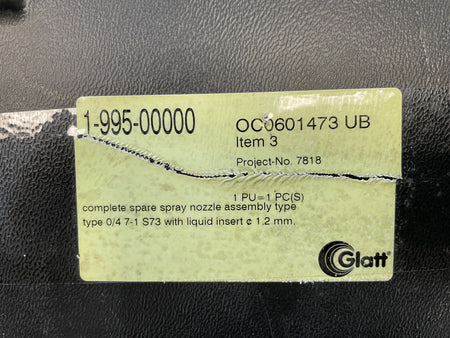 1-995-00000
OC0601473 UB
Item 3
Project-No. 7818
1 PU=1 PC(S)
complete spare spray nozzle assembly type
type 0/4 7-1 S73 with liquid insert ¢ 1.2 mm,
Glatt